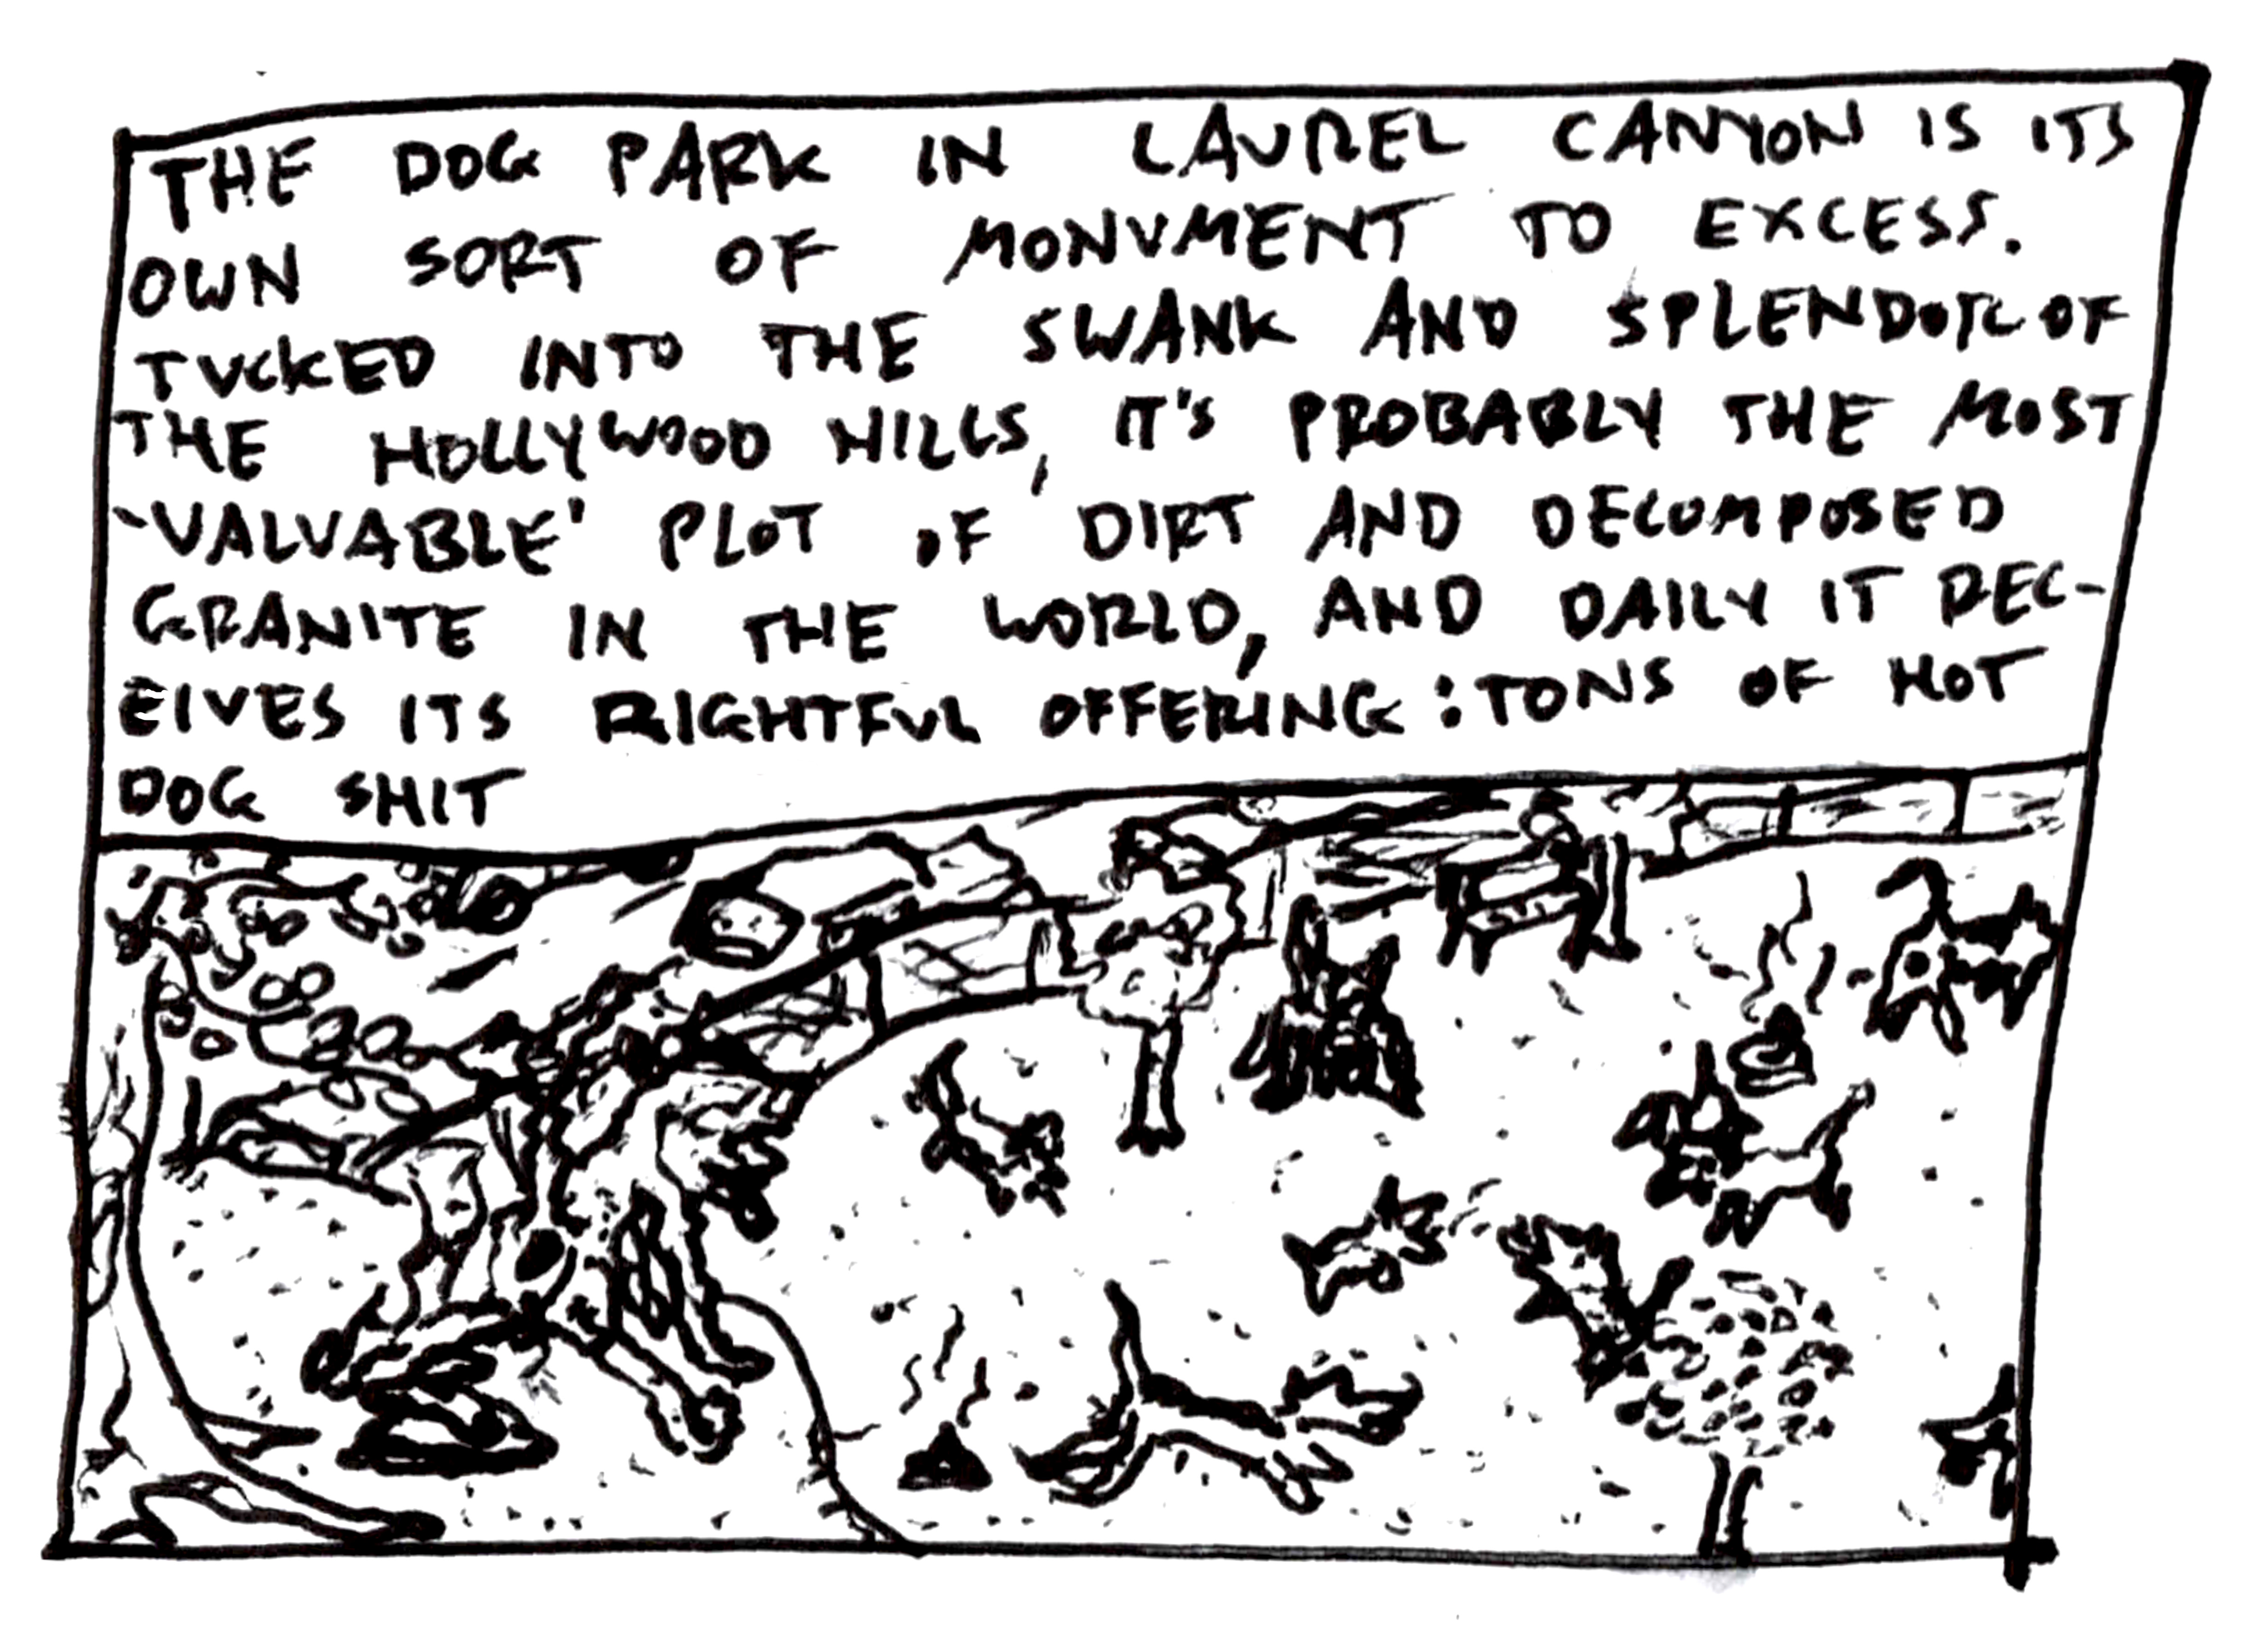 THE DOG PARK IN LAUREL CANYON IS ITS
OWN SORT OF MONUMENT TO EXCESS.
TUCKED INTO THE SWANK AND SPLENDOR OF
THE HOLLYWOOD HILLS, IT'S PROBABLY THE MOST
'VALUABLE' PLOT OF DIRT AND DECOMPOSED
GRANITE IN THE WORLD, AND DAILY IT REC-
EIVES ITS RIGHTFUL OFFERING: TONS OF HOT
DOG SHIT